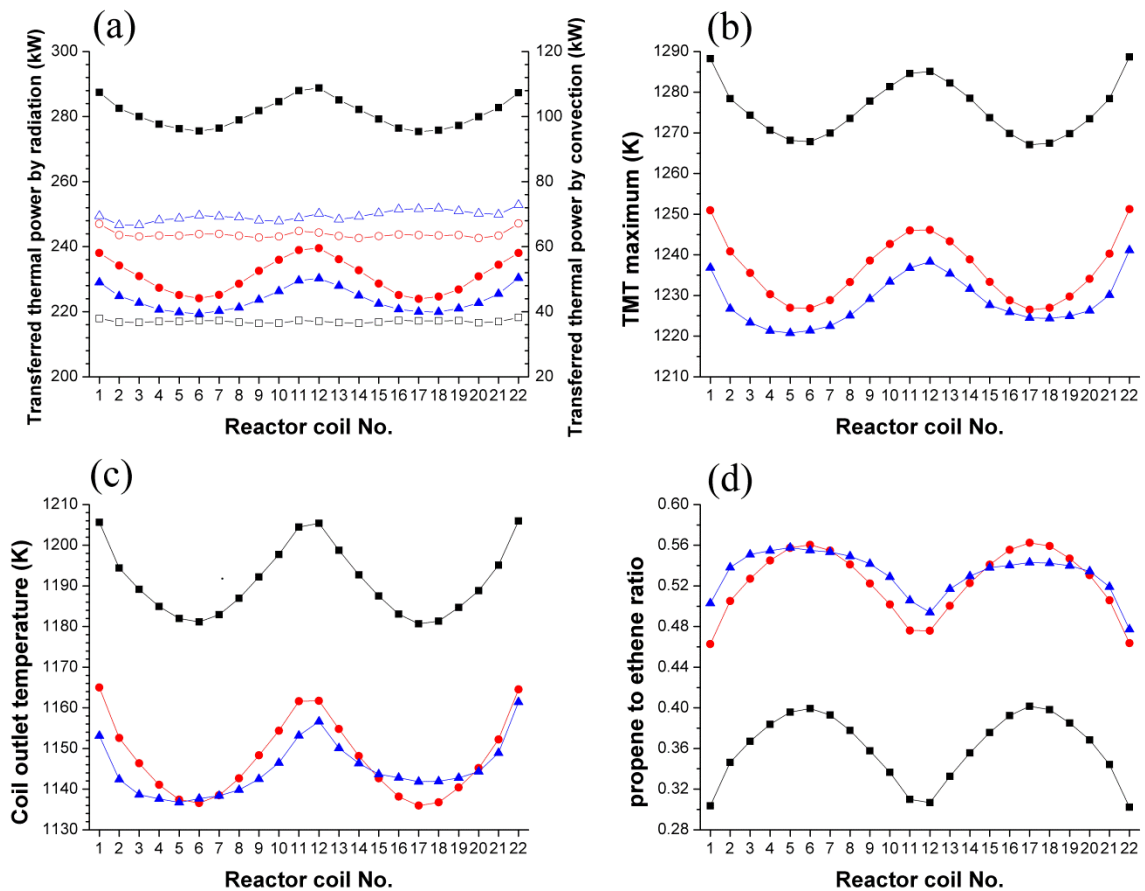 (a)
Transferred thermal power by radiation (kW)
300
280
260
240
220
200
120
100
80
60
40
20
Transferred thermal power by convection (kW)
1 2 3 4 5 6 7 8 9 10 11 12 13 14 15 16 17 18 19 20 21 22
Reactor coil No.
(b)
TMT maximum (K)
1290
1280
1270
1260
1250
1240
1230
1220
1210
1 2 3 4 5 6 7 8 9 10 11 12 13 14 15 16 17 18 19 20 21 22
Reactor coil No.
(c)
Coil outlet temperature (K)
1210
1200
1190
1180
1170
1160
1150
1140
1130
1 2 3 4 5 6 7 8 9 10 11 12 13 14 15 16 17 18 19 20 21 22
Reactor coil No.
(d)
propene to ethene ratio
0.60
0.56
0.52
0.48
0.44
0.40
0.36
0.32
0.28
1 2 3 4 5 6 7 8 9 10 11 12 13 14 15 16 17 18 19 20 21 22
Reactor coil No.